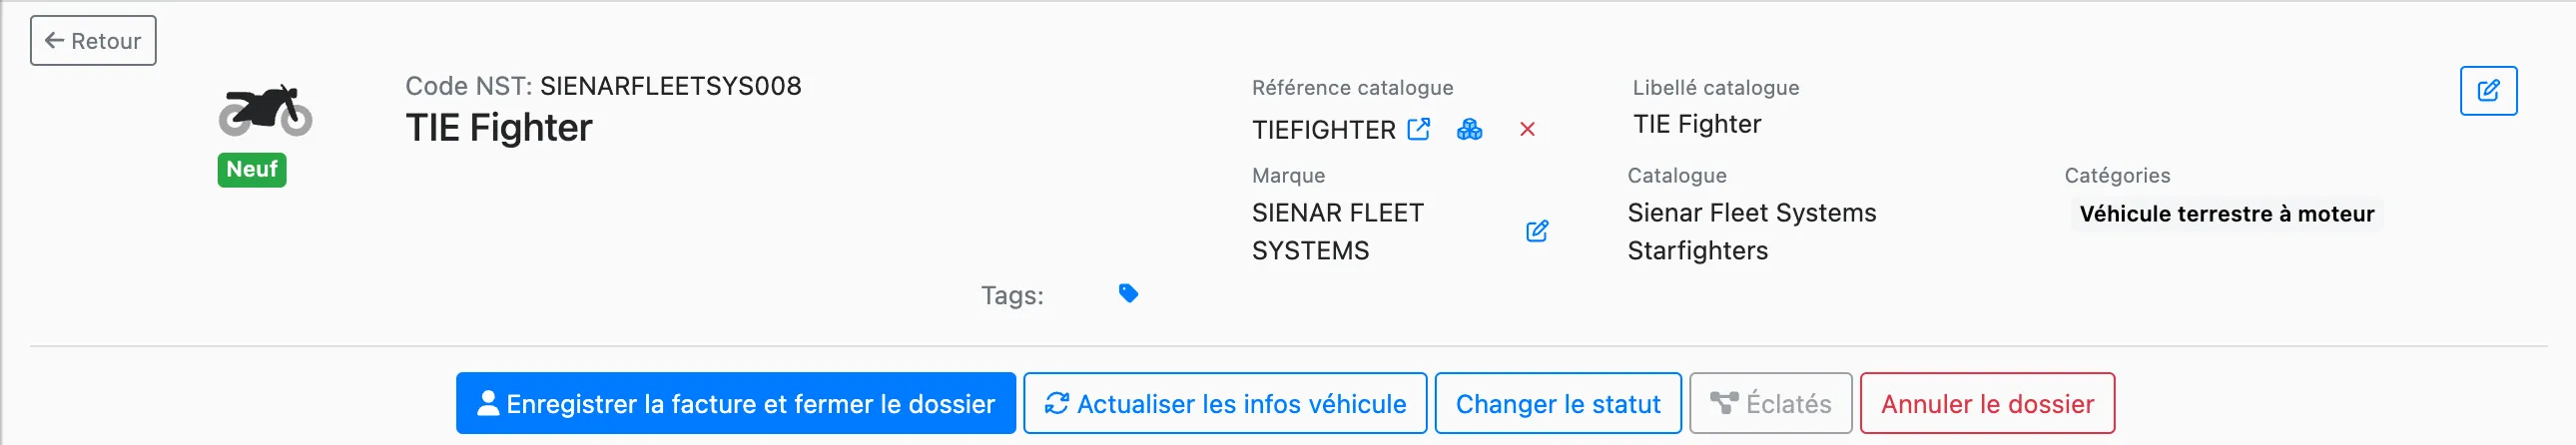 Retour
Code NST: SIENARFLEETSYS008
TIE Fighter
Neuf
Référence catalogue
TIEFIGHTER
Libellé catalogue
TIE Fighter
Marque
SIENAR FLEET
SYSTEMS
Catalogue
Sienar Fleet Systems
Starfighters
Catégories
Véhicule terrestre à moteur
Tags:
Enregistrer la facture et fermer le dossier
Actualiser les infos véhicule
Changer le statut
Éclatés
Annuler le dossier